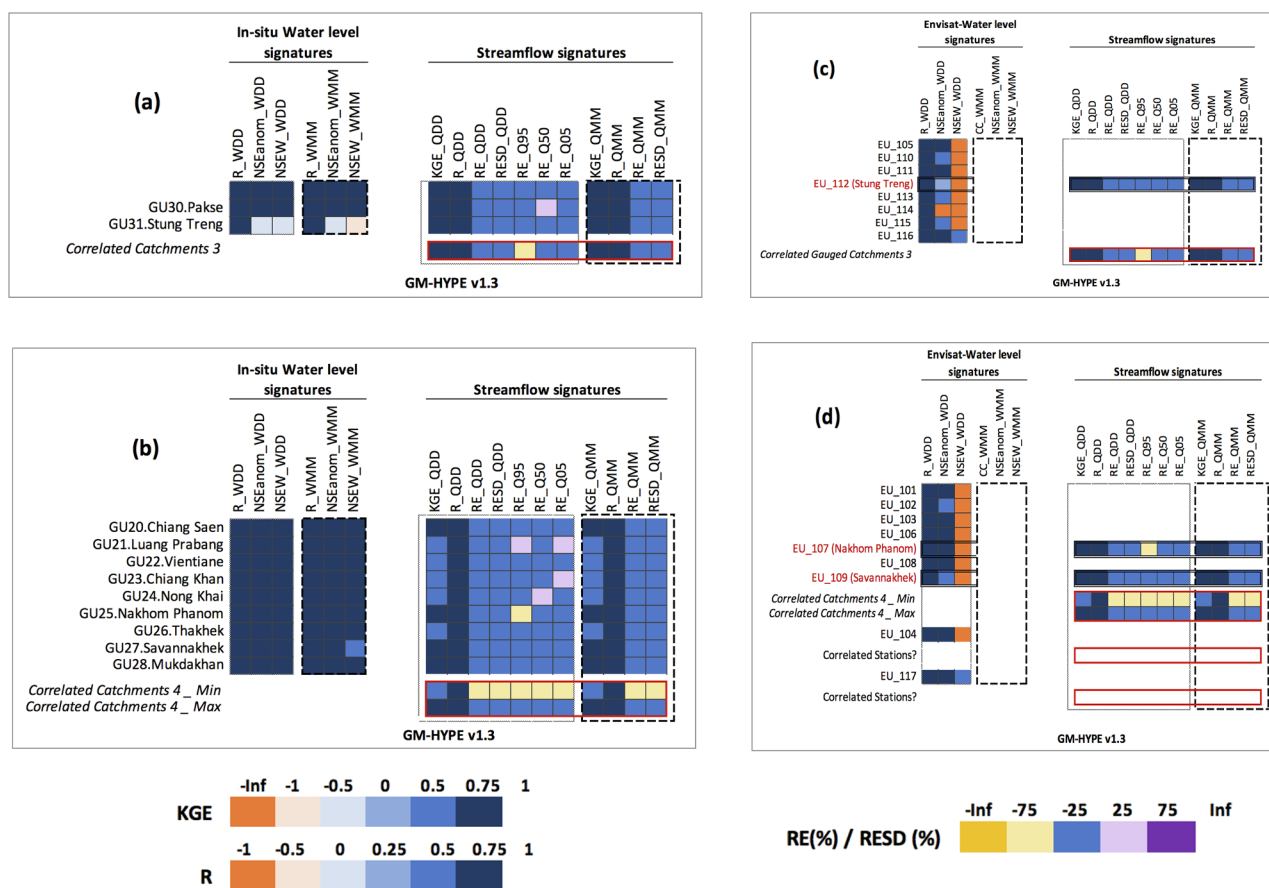 (a)
In-situ Water level
signatures
Streamflow signatures
R_WDD
NSEanom_WDD
NSEW_WDD
R_WMM
NSEanom_WMM
NSEW_WMM
KGE_QDD
R_QDD
RE_QDD
RESD_QDD
RE_Q95
RE_Q50
RE_Q05
KGE_QMM
R_QMM
RE_QMM
RESD_QMM
GU30.Pakse
GU31.Stung Treng
Correlated Catchments 3
GM-HYPE v1.3
(c)
Envisat-Water level
signatures
Streamflow signatures
R_WDD
NSEanom_WDD
NSEW_WDD
CC_WMM
NSEanom_WMM
NSEW_WMM
KGE_QDD
R_QDD
RE_QDD
RESD_QDD
RE_Q95
RE_Q50
RE_Q05
KGE_QMM
R_QMM
RE_QMM
RESD_QMM
EU_105
EU_110
EU_111
EU_112 (Stung Treng)
EU_113
EU_114
EU_115
EU_116
Correlated Gauged Catchments 3
GM-HYPE v1.3
(b)
In-situ Water level
signatures
Streamflow signatures
R_WDD
NSEanom_WDD
NSEW_WDD
R_WMM
NSEanom_WMM
NSEW_WMM
KGE_QDD
R_QDD
RE_QDD
RESD_QDD
RE_Q95
RE_Q50
RE_Q05
KGE_QMM
R_QMM
RE_QMM
RESD_QMM
GU20.Chiang Saen
GU21.Luang Prabang
GU22.Vientiane
GU23.Chiang Khan
GU24.Nong Khai
GU25.Nakhom Phanom
GU26.Thakhek
GU27.Savannakhek
GU28.Mukdakhan
Correlated Catchments 4 _ Min
Correlated Catchments 4 _ Max
GM-HYPE v1.3
(d)
Envisat-Water level
signatures
Streamflow signatures
R_WDD
NSEanom_WDD
NSEW_WDD
CC_WMM
NSEanom_WMM
NSEW_WMM
KGE_QDD
R_QDD
RE_QDD
RESD_QDD
RE_Q95
RE_Q50
RE_Q05
KGE_QMM
R_QMM
RE_QMM
RESD_QMM
EU_101
EU_102
EU_103
EU_106
EU_107 (Nakhom Phanom)
EU_108
EU_109 (Savannakhek)
Correlated Catchments 4 _ Min
Correlated Catchments 4 _ Max
EU_104
Correlated Stations?
EU_117
Correlated Stations?
GM-HYPE v1.3
-Inf -1 -0.5 0 0.5 0.75 1
KGE
-1 -0.5 0 0.25 0.5 0.75 1
R
-Inf -75 -25 25 75 Inf
RE(%) / RESD (%)